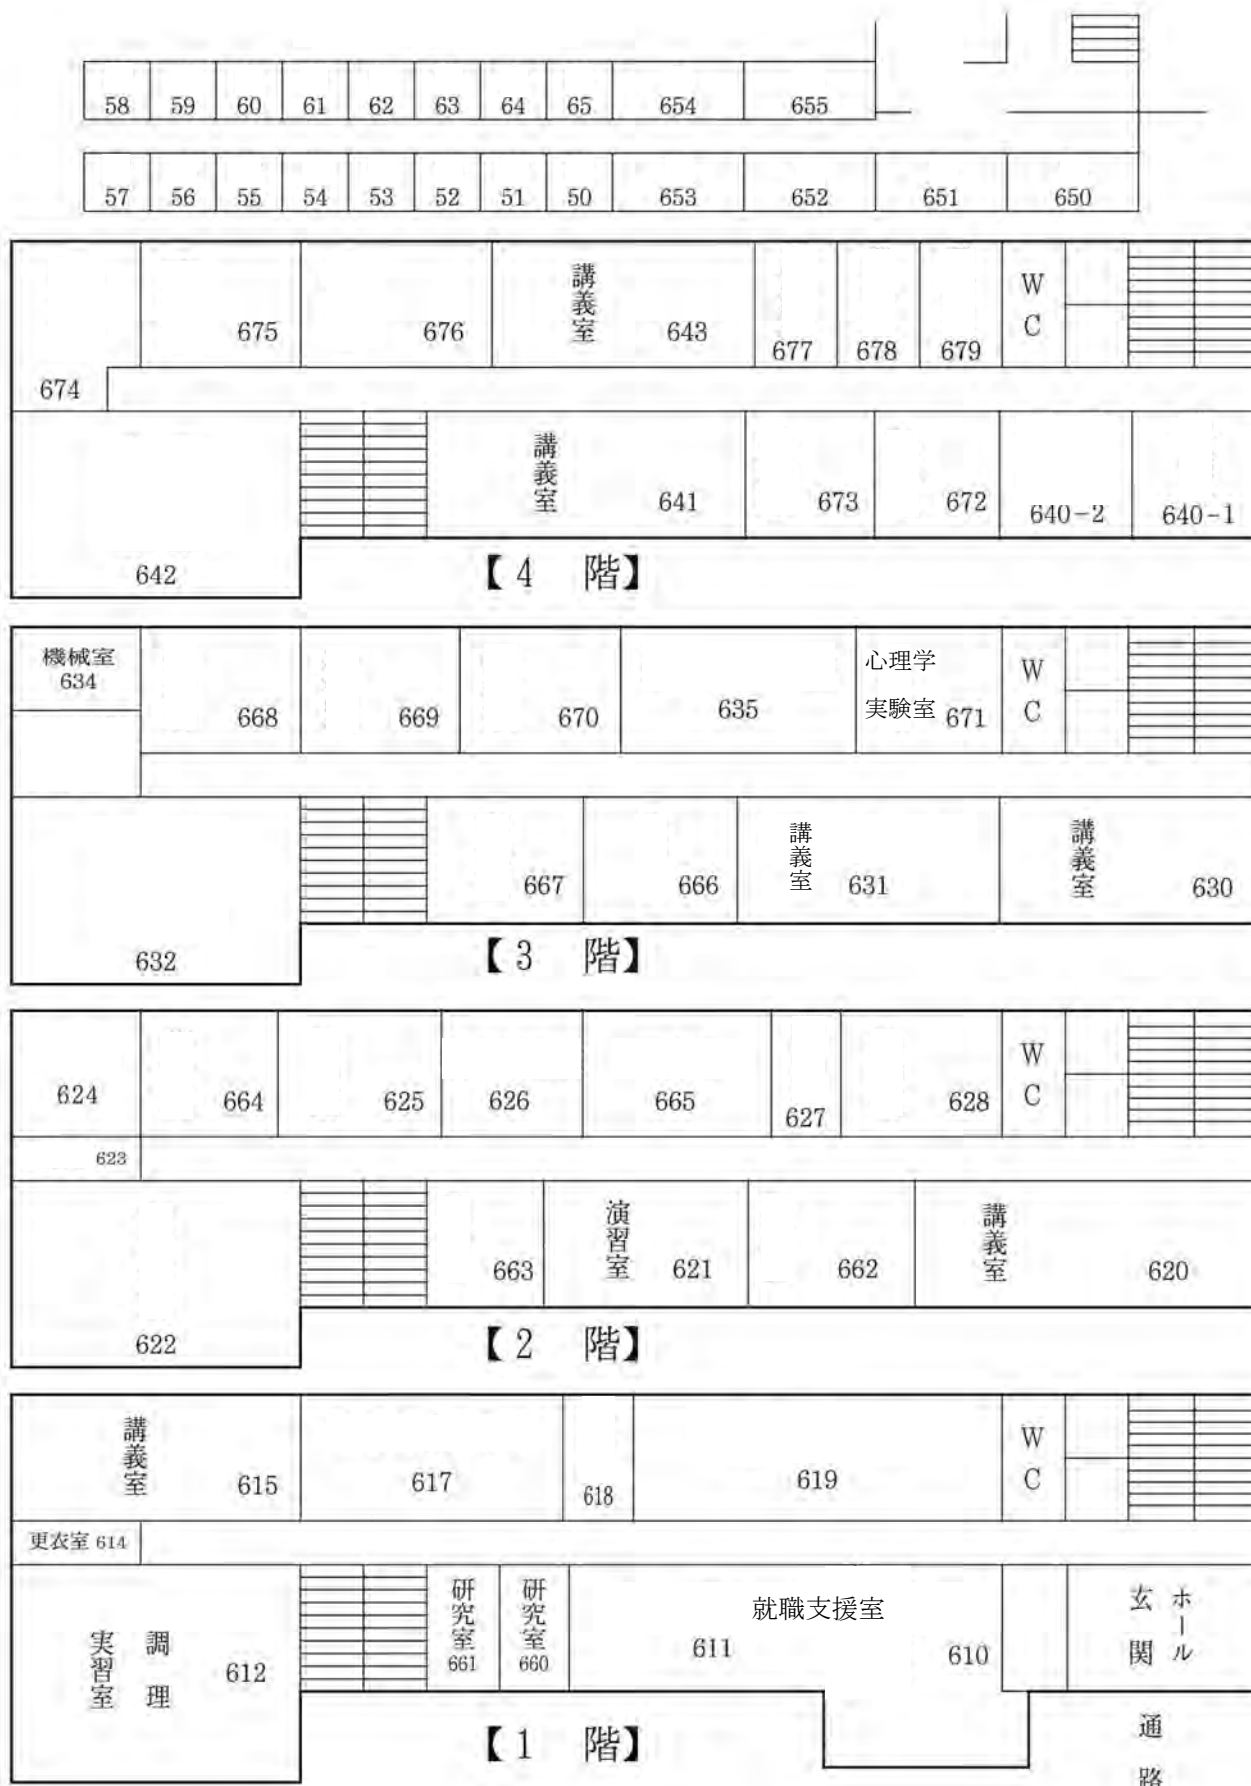 58 59 60 61 62 63 64 65 654 655
57 56 55 54 53 52 51 50 653 652 651 650
675 676 講義室 643 677 678 679 WC
674
642 講義室 641 673 672 640-2 640-1
【4 階】
機械室
634
668 669 670 635 心理学
実験室 671 WC
632 667 666 講義室 631 講義室 630
【3 階】
624 664 625 626 665 627 628 WC
623
622 663 演習室 621 662 講義室 620
【2 階】
講義室 615 617 618 619 WC
更衣室 614
調理
実習室 612 研究室 661 研究室 660 611 就職支援室 610 玄関
ホール
【1 階】
通路